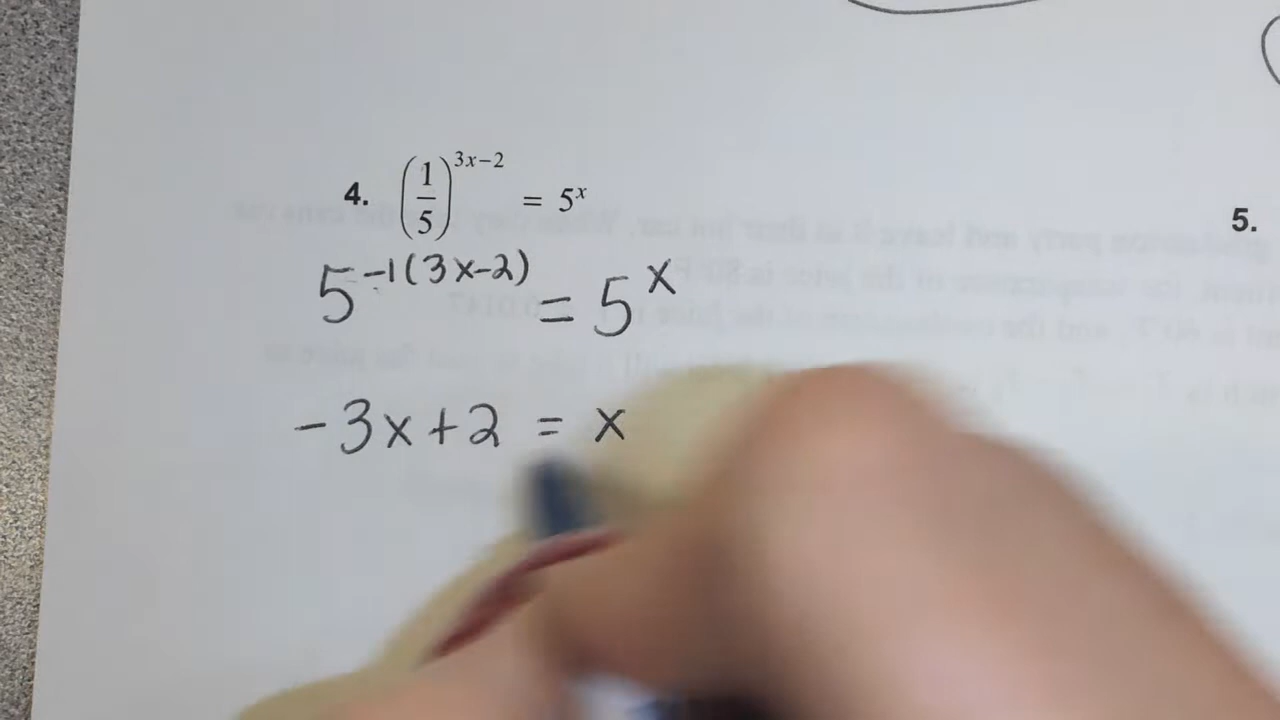 4. (1/5)^{3x-2} = 5^x
5.
5^{-1(3x-2)} = 5^x
-3x+2 = x